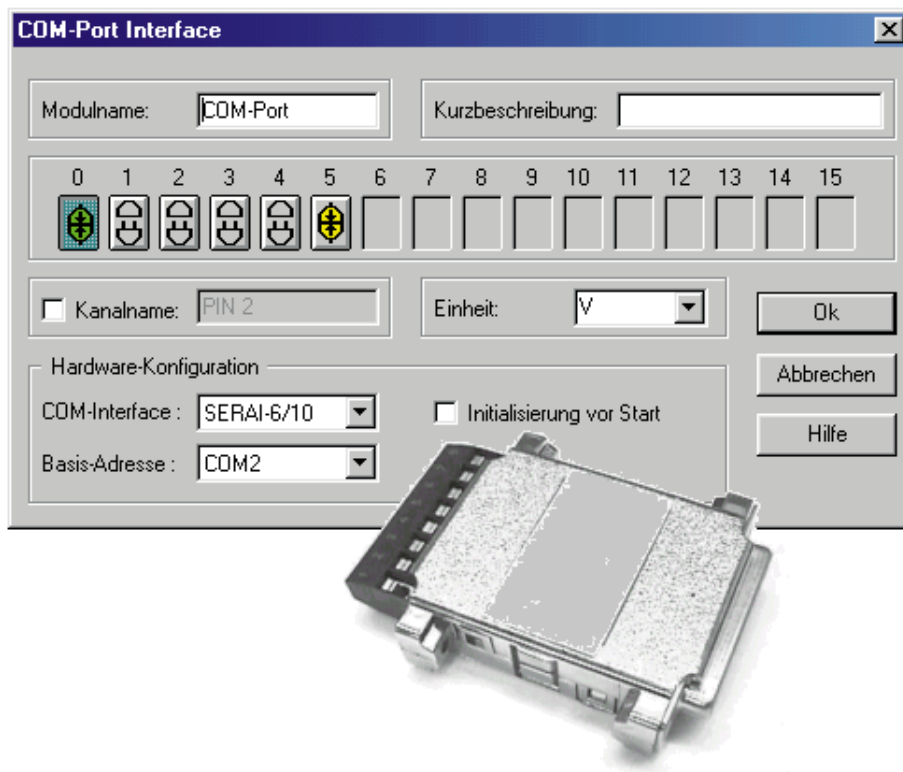 COM-Port Interface
Modulname: COM-Port Kurzbeschreibung:
0 1 2 3 4 5 6 7 8 9 10 11 12 13 14 15
Kanalname: PIN 2 Einheit: V Ok
Hardware-Konfiguration Abbrechen
COM-Interface : SERAI-6/10 Initialisierung vor Start Hilfe
Basis-Adresse : COM2